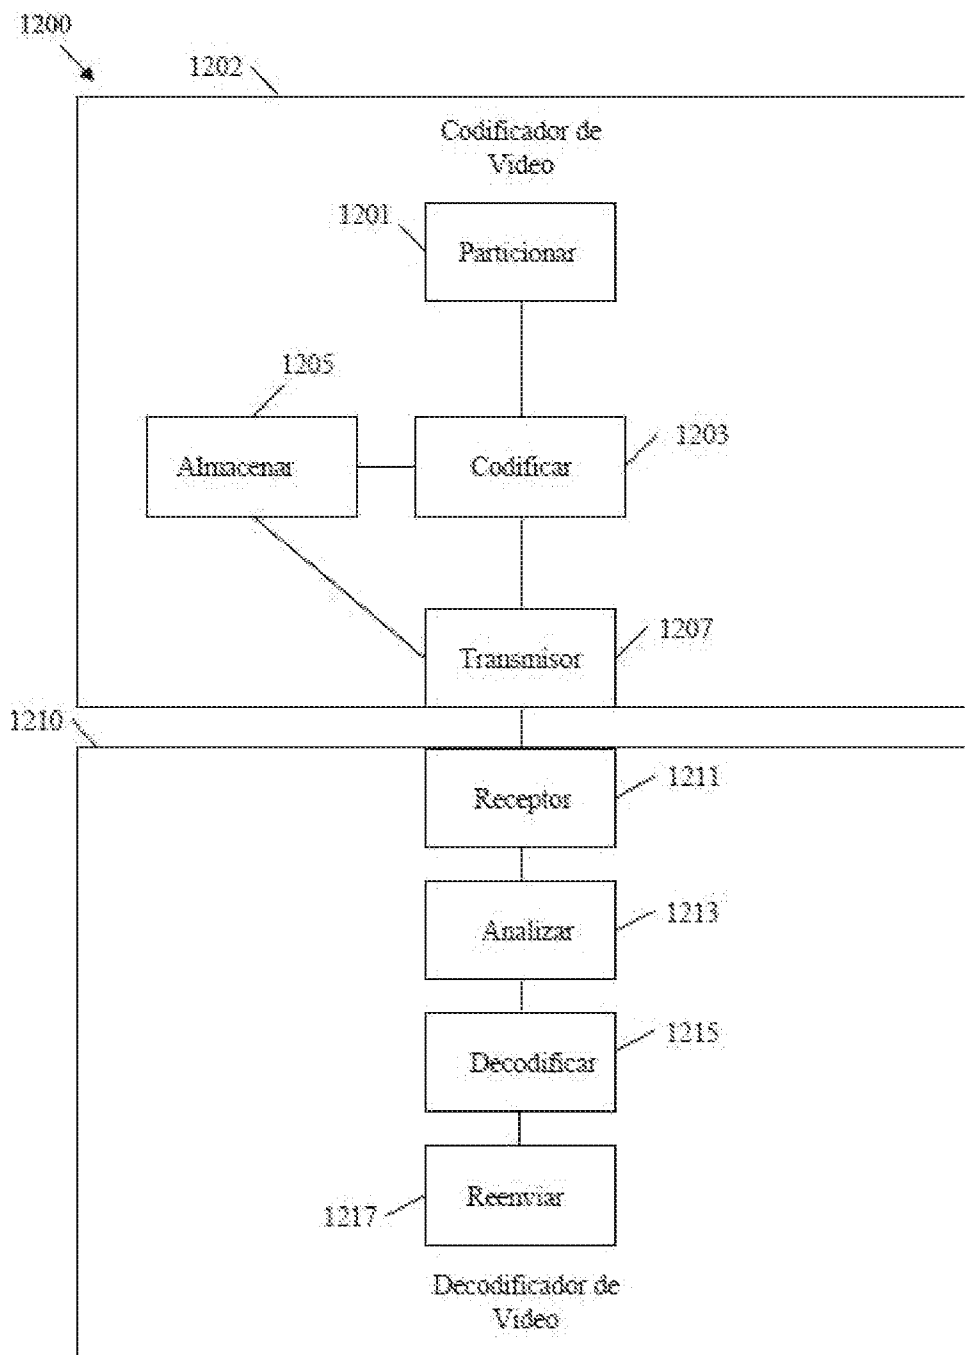 1200
1202
Codificador de
Video
1201
Particionar
1205
Almacenar
Codificar
1203
Transmisor
1207
1210
Receptor
1211
Analizar
1213
Decodificar
1215
Reenviar
1217
Decodificador de
Video